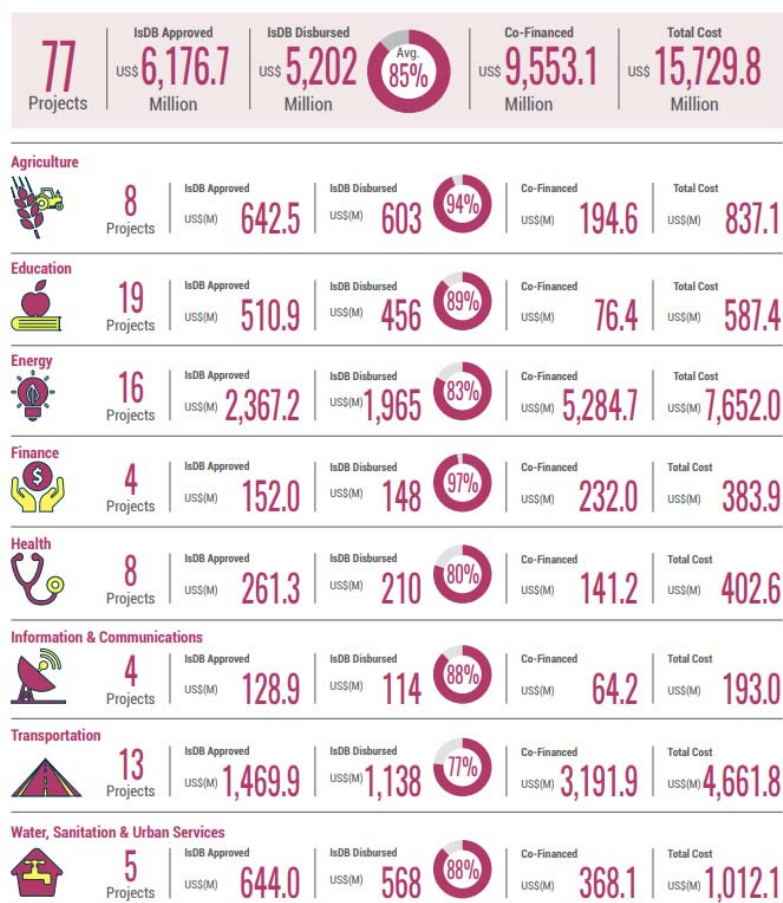 IsDB Approved IsDB Disbursed Co-Financed Total Cost
77 US$ 6,176.7 US$ 5,202 Avg. 85% US$ 9,553.1 US$ 15,729.8
Projects Million Million Million Million
Agriculture
IsDB Approved IsDB Disbursed Co-Financed Total Cost
8 US$(M) 642.5 US$(M) 603 94% US$(M) 194.6 US$(M) 837.1
Projects
Education
IsDB Approved IsDB Disbursed Co-Financed Total Cost
19 US$(M) 510.9 US$(M) 456 89% US$(M) 76.4 US$(M) 587.4
Projects
Energy
IsDB Approved IsDB Disbursed Co-Financed Total Cost
16 US$(M) 2,367.2 US$(M) 1,965 83% US$(M) 5,284.7 US$(M) 7,652.0
Projects
Finance
IsDB Approved IsDB Disbursed Co-Financed Total Cost
$ 4 US$(M) 152.0 US$(M) 148 97% US$(M) 232.0 US$(M) 383.9
Projects
Health
IsDB Approved IsDB Disbursed Co-Financed Total Cost
8 US$(M) 261.3 US$(M) 210 80% US$(M) 141.2 US$(M) 402.6
Projects
Information & Communications
IsDB Approved IsDB Disbursed Co-Financed Total Cost
4 US$(M) 128.9 US$(M) 114 88% US$(M) 64.2 US$(M) 193.0
Projects
Transportation
IsDB Approved IsDB Disbursed Co-Financed Total Cost
13 US$(M) 1,469.9 US$(M) 1,138 77% US$(M) 3,191.9 US$(M) 4,661.8
Projects
Water, Sanitation & Urban Services
IsDB Approved IsDB Disbursed Co-Financed Total Cost
5 US$(M) 644.0 US$(M) 568 88% US$(M) 368.1 US$(M) 1,012.1
Projects